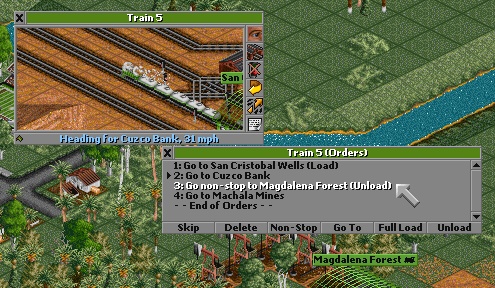 Train 5
San
Heading for Cuzco Bank, 31 mph
Train 5 (Orders)
1: Go to San Cristobal Wells (Load)
2: Go to Cuzco Bank
3: Go non-stop to Magdalena Forest (Unload)
4: Go to Machala Mines
- - End of Orders - -
Skip Delete Non-Stop Go To Full Load Unload
Magdalena Forest